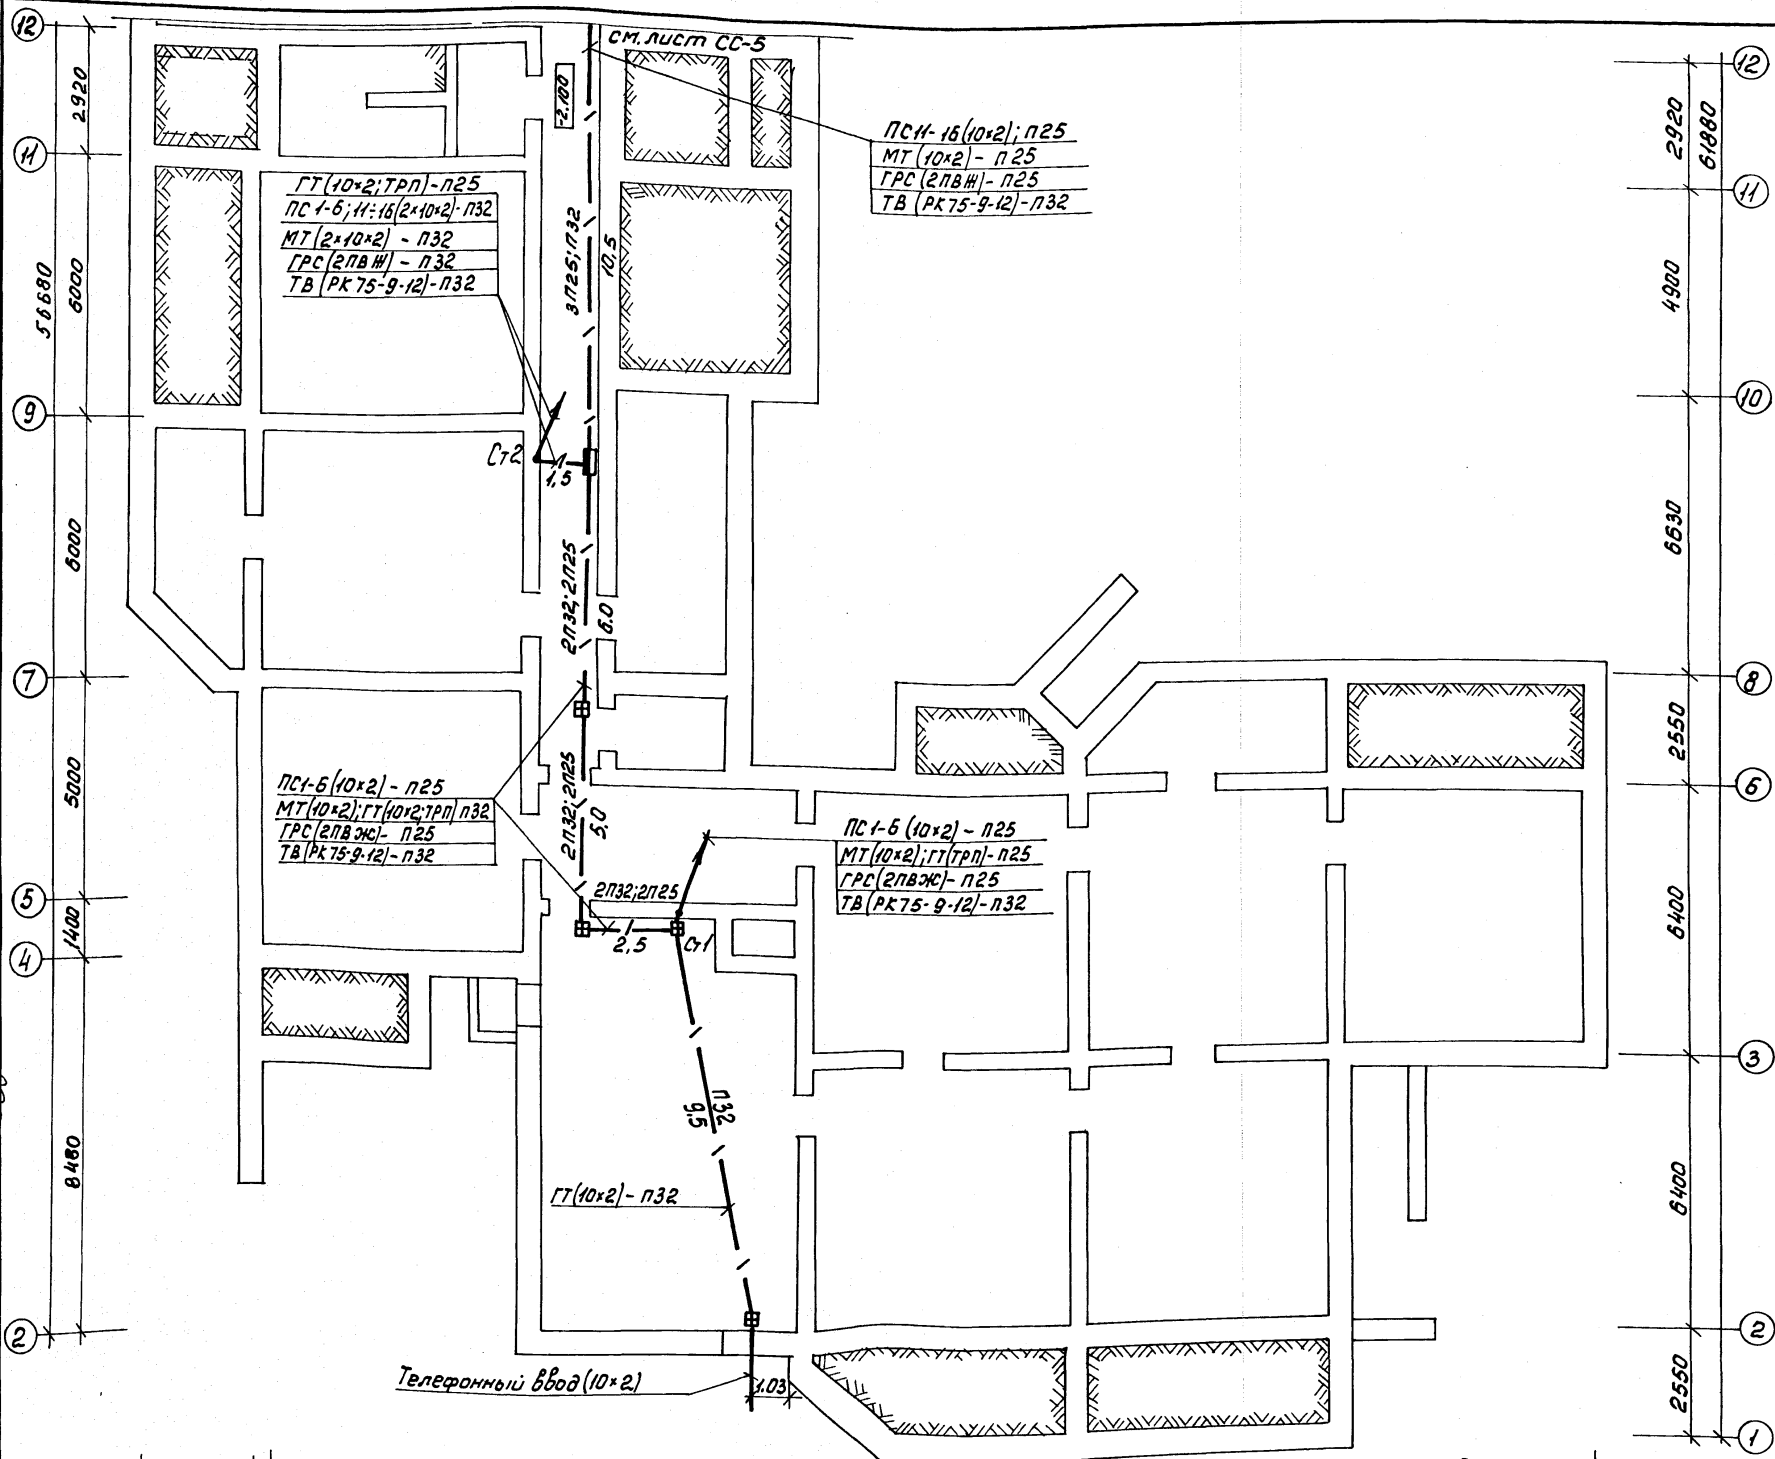 12
см. лист СС-5
12
2920
-2.100
2920
61880
ПС11-16(10×2); П25
МТ(10×2)- П25
ГРС(2ПВЖ)- П25
ТВ(РК75-9-12)-П32
11
11
ГТ(10×2;ТРП)-П25
ПС1-6;11÷16(2×10×2)-П32
МТ(2×10×2) - П32
ГРС(2ПВЖ) - П32
ТВ(РК75-9-12)-П32
56680
6000
3П25;П32
10,5
4900
9
10
Ст2
1,5
6000
2П32;2П25
6.0
6630
7
8
2550
5000
ПС1-6(10×2) - П25
МТ(10×2);ГТ(10×2;ТРП)П32
ГРС(2ПВЖ)- П25
ТВ(РК75-9-12)-П32
2П32;2П25
5.0
6
ПС1-6(10×2) - П25
МТ(10×2);ГТ(ТРП)-П25
ГРС(2ПВЖ)- П25
ТВ(РК75-9-12)-П32
5
2П32;2П25
6400
1400
2,5
Ст1
4
3
П32
9,5
8480
ГТ(10×2)- П32
6400
2
2
Телефонный ввод(10×2)
1.03
2550
1